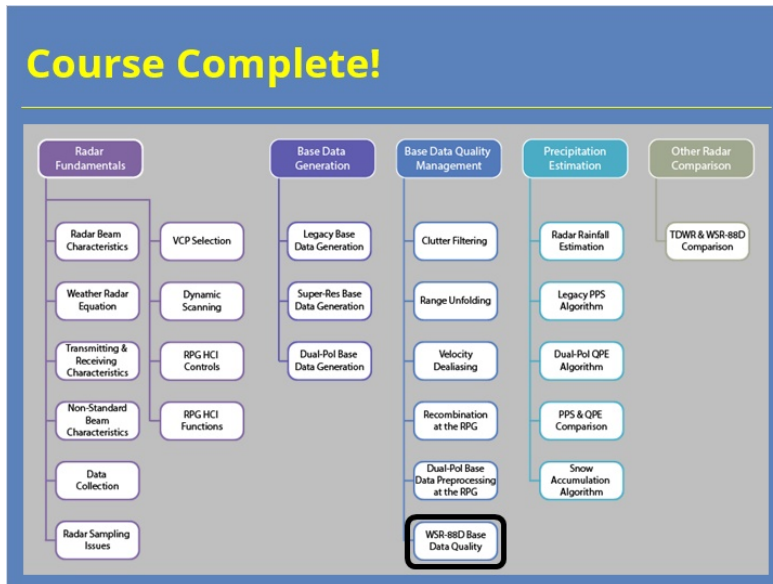 Course Complete!
Radar
Fundamentals
Radar Beam
Characteristics
Weather Radar
Equation
Transmitting &
Receiving
Characteristics
Non-Standard
Beam
Characteristics
Data
Collection
Radar Sampling
Issues
VCP Selection
Dynamic
Scanning
RPG HCI
Controls
RPG HCI
Functions
Base Data
Generation
Legacy Base
Data Generation
Super-Res Base
Data Generation
Dual-Pol Base
Data Generation
Base Data Quality
Management
Clutter Filtering
Range Unfolding
Velocity
Dealiasing
Recombination
at the RPG
Dual-Pol Base
Data Preprocessing
at the RPG
WSR-88D Base
Data Quality
Precipitation
Estimation
Radar Rainfall
Estimation
Legacy PPS
Algorithm
Dual-Pol QPE
Algorithm
PPS & QPE
Comparison
Snow
Accumulation
Algorithm
Other Radar
Comparison
TDWR & WSR-88D
Comparison